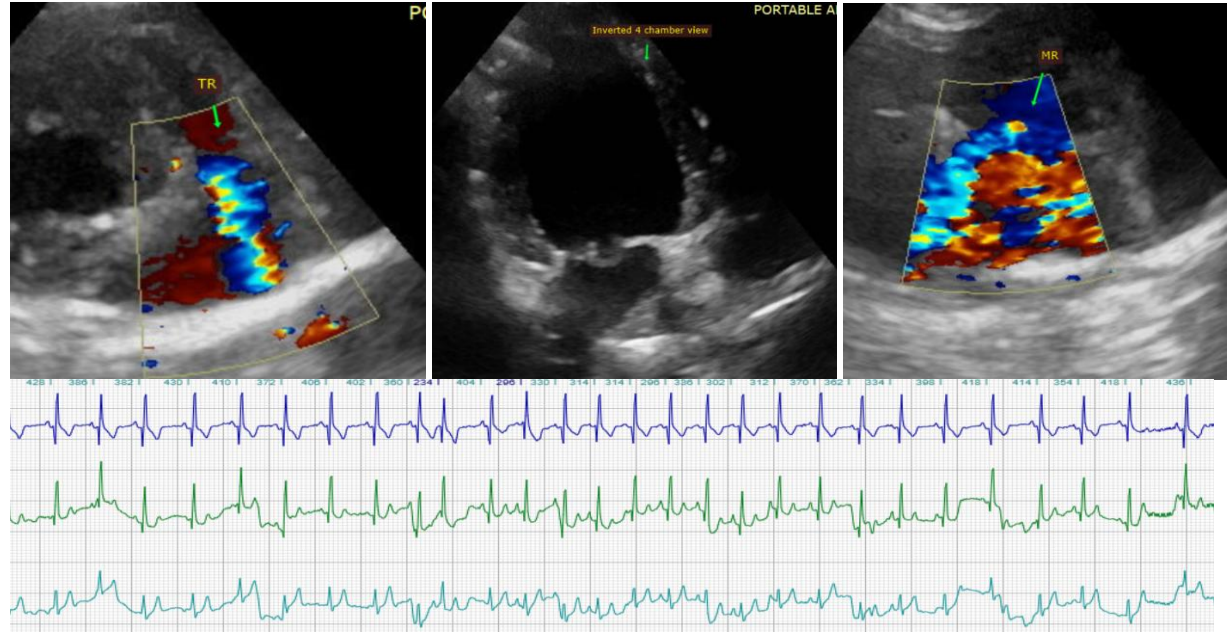 PO
TR
PORTABLE AI
Inverted 4 chamber view
MR
428 386 382 430 410 372 406 402 360 234 404 296 330 314 314 296 336 302 312 370 362 334 398 418 414 354 418 436